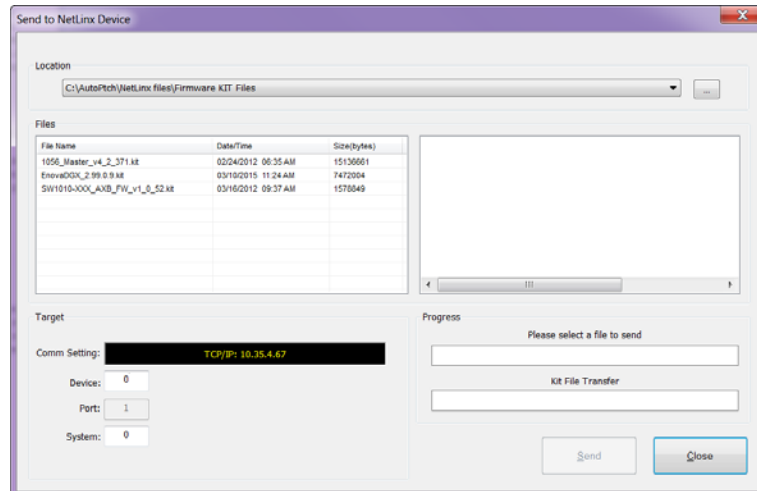 Send to NetLinx Device
Location
C:\AutoPtch\NetLinx files\Firmware KIT Files
...
Files
File Name Date/Time Size(bytes)
1056_Master_v4_2_371.kit 02/24/2012 06:35 AM 15136661
EnovaDGX_2.99.0.9.kit 03/10/2015 11:24 AM 7472004
SW1010-XXX_AXB_FW_v1_0_52.kit 03/16/2012 09:37 AM 1578849
Target
Comm Setting: TCP/IP: 10.35.4.67
Device: 0
Port: 1
System: 0
Progress
Please select a file to send
Kit File Transfer
Send Close